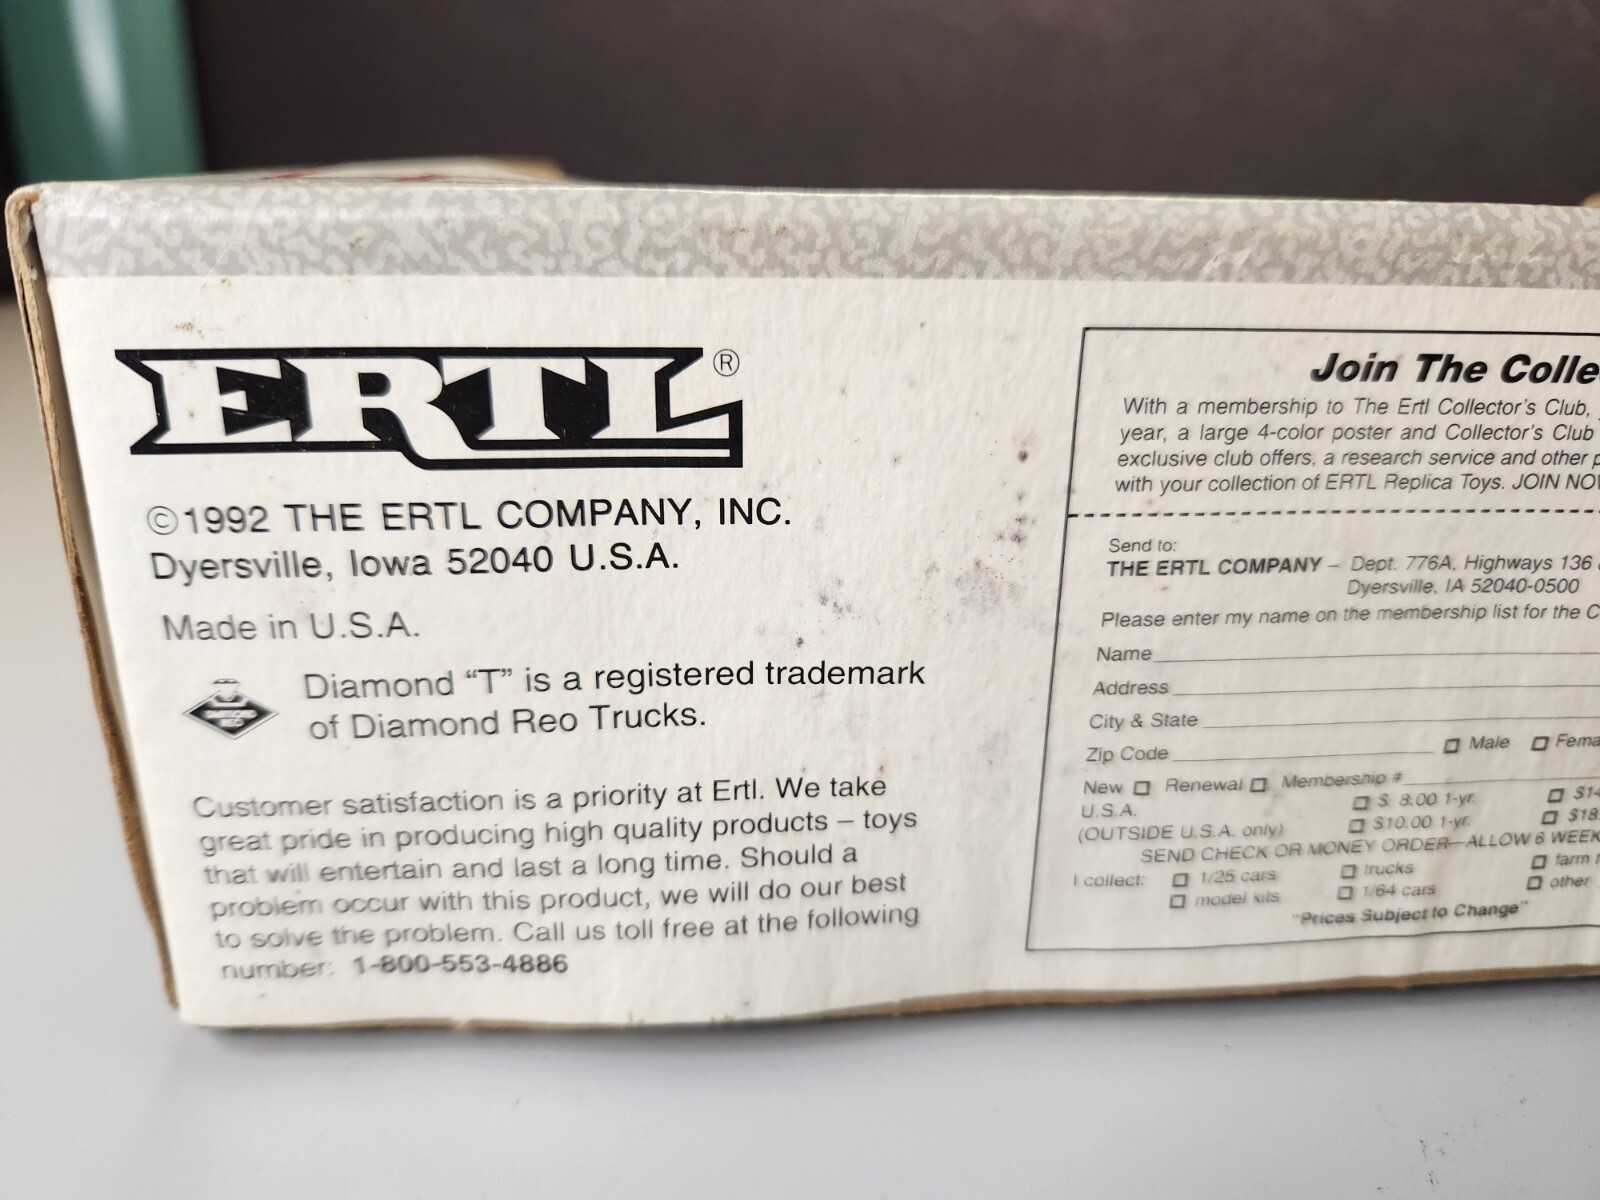 ERTL®
©1992 THE ERTL COMPANY, INC.
Dyersville, Iowa 52040 U.S.A.
Made in U.S.A.
DIAMOND
REO
Diamond “T” is a registered trademark
of Diamond Reo Trucks.
Customer satisfaction is a priority at Ertl. We take
great pride in producing high quality products – toys
that will entertain and last a long time. Should a
problem occur with this product, we will do our best
to solve the problem. Call us toll free at the following
number: 1-800-553-4886
Join The Colle
With a membership to The Ertl Collector's Club,
year, a large 4-color poster and Collector's Club
exclusive club offers, a research service and other p
with your collection of ERTL Replica Toys. JOIN NOW
Send to:
THE ERTL COMPANY – Dept. 776A, Highways 136
Dyersville, IA 52040-0500
Please enter my name on the membership list for the C
Name
Address
City & State
Zip Code Male Fema
New Renewal Membership #
U.S.A. $ 8.00 1-yr. $14
(OUTSIDE U.S.A. only) $10.00 1-yr. $18.
SEND CHECK OR MONEY ORDER—ALLOW 6 WEEK
I collect: 1/25 cars trucks farm
model kits 1/64 cars other
"Prices Subject to Change"